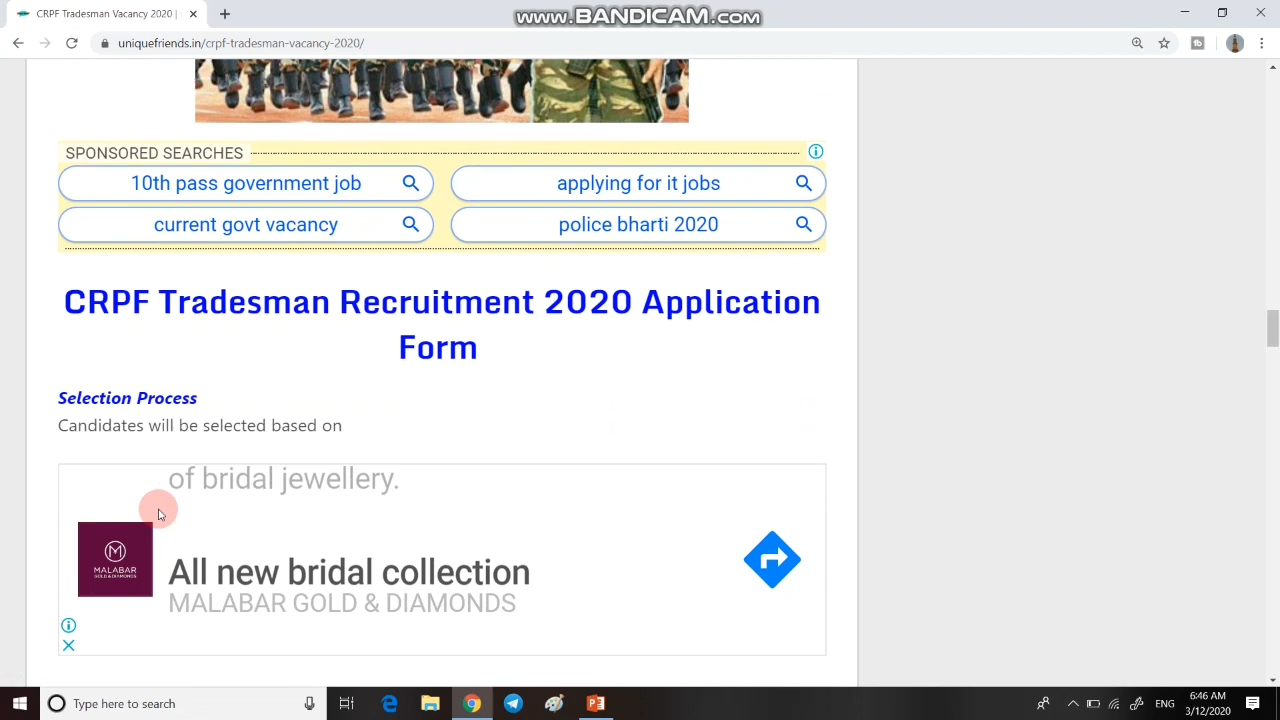 CRPF Tradesman Vacancy 2020 |
www.BANDICAM.com
uniquefriends.in/crpf-tradesman-vacancy-2020/
SPONSORED SEARCHES
10th pass government job
applying for it jobs
current govt vacancy
police bharti 2020
CRPF Tradesman Recruitment 2020 Application
Form
Selection Process
Candidates will be selected based on
of bridal jewellery.
MALABAR
GOLD & DIAMONDS
All new bridal collection
MALABAR GOLD & DIAMONDS
Type here to search
ENG
6:46 AM
3/12/2020